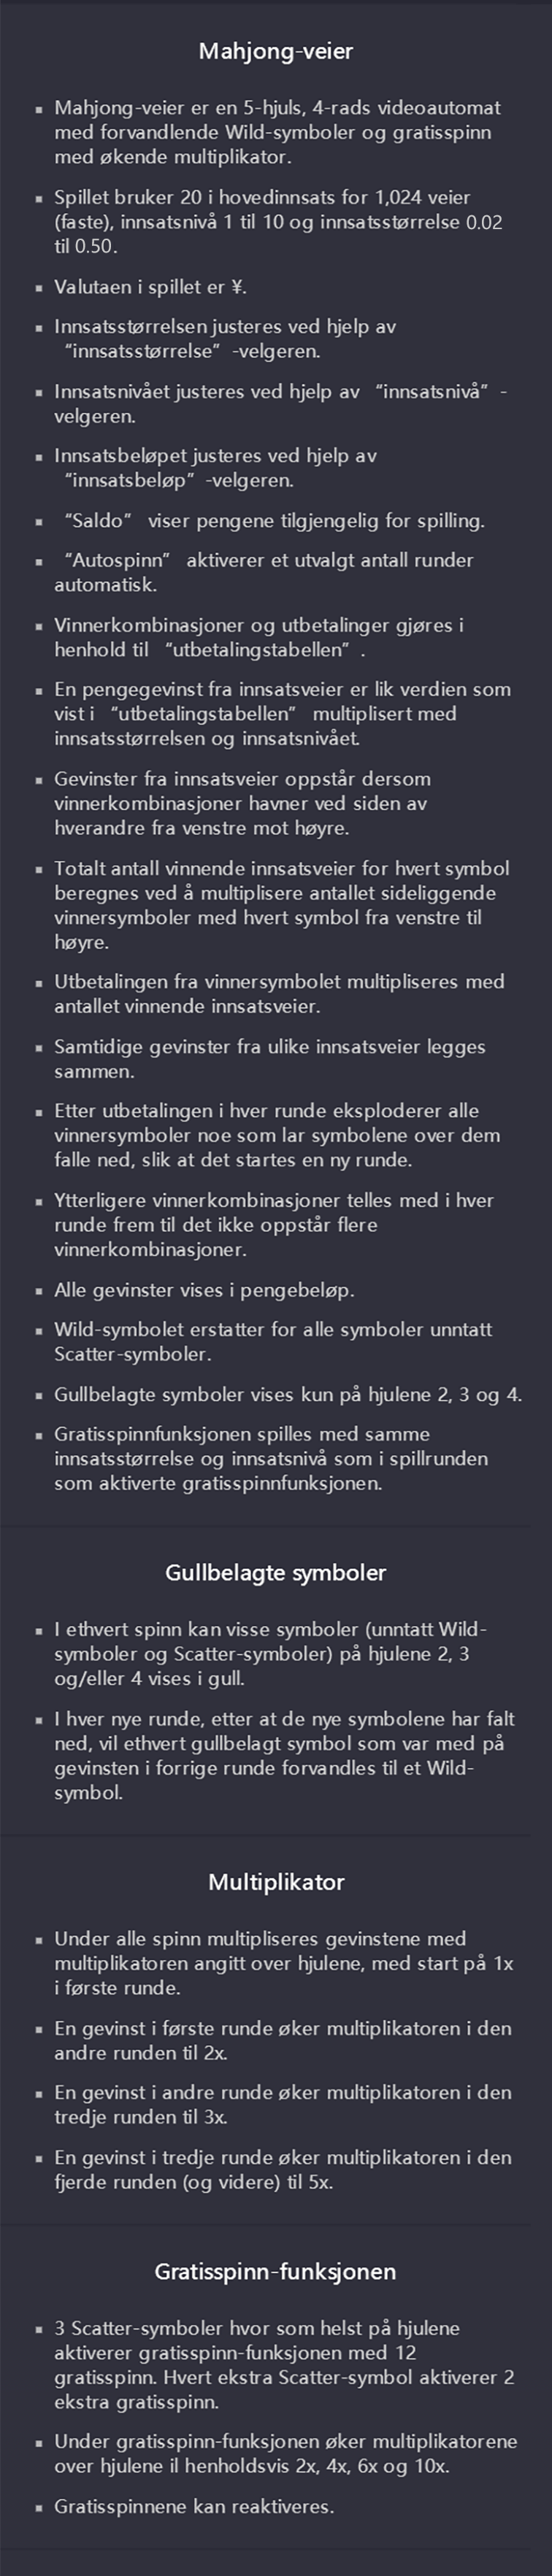 Mahjong-veier
▪ Mahjong-veier er en 5-hjuls, 4-rads videoautomat
med forvandlende Wild-symboler og gratisspinn
med økende multiplikator.
▪ Spillet bruker 20 i hovedinnsats for 1,024 veier
(faste), innsatsnivå 1 til 10 og innsatsstørrelse 0.02
til 0.50.
▪ Valutaen i spillet er ¥.
▪ Innsatsstørrelsen justeres ved hjelp av
“innsatsstørrelse” -velgeren.
▪ Innsatsnivået justeres ved hjelp av “innsatsnivå” -
velgeren.
▪ Innsatsbeløpet justeres ved hjelp av
“innsatsbeløp” -velgeren.
▪ “Saldo” viser pengene tilgjengelig for spilling.
▪ “Autospinn” aktiverer et utvalgt antall runder
automatisk.
▪ Vinnerkombinasjoner og utbetalinger gjøres i
henhold til “utbetalingstabellen” .
▪ En pengegevinst fra innsatsveier er lik verdien som
vist i “utbetalingstabellen” multiplisert med
innsatsstørrelsen og innsatsnivået.
▪ Gevinster fra innsatsveier oppstår dersom
vinnerkombinasjoner havner ved siden av
hverandre fra venstre mot høyre.
▪ Totalt antall vinnende innsatsveier for hvert symbol
beregnes ved å multiplisere antallet sideliggende
vinnersymboler med hvert symbol fra venstre til
høyre.
▪ Utbetalingen fra vinnersymbolet multipliseres med
antallet vinnende innsatsveier.
▪ Samtidige gevinster fra ulike innsatsveier legges
sammen.
▪ Etter utbetalingen i hver runde eksploderer alle
vinnersymboler noe som lar symbolene over dem
falle ned, slik at det startes en ny runde.
▪ Ytterligere vinnerkombinasjoner telles med i hver
runde frem til det ikke oppstår flere
vinnerkombinasjoner.
▪ Alle gevinster vises i pengebeløp.
▪ Wild-symbolet erstatter for alle symboler unntatt
Scatter-symboler.
▪ Gullbelagte symboler vises kun på hjulene 2, 3 og 4.
▪ Gratisspinnfunksjonen spilles med samme
innsatsstørrelse og innsatsnivå som i spillrunden
som aktiverte gratisspinnfunksjonen.
Gullbelagte symboler
▪ I ethvert spinn kan visse symboler (unntatt Wild-
symboler og Scatter-symboler) på hjulene 2, 3
og/eller 4 vises i gull.
▪ I hver nye runde, etter at de nye symbolene har falt
ned, vil ethvert gullbelagt symbol som var med på
gevinsten i forrige runde forvandles til et Wild-
symbol.
Multiplikator
▪ Under alle spinn multipliseres gevinstene med
multiplikatoren angitt over hjulene, med start på 1x
i første runde.
▪ En gevinst i første runde øker multiplikatoren i den
andre runden til 2x.
▪ En gevinst i andre runde øker multiplikatoren i den
tredje runden til 3x.
▪ En gevinst i tredje runde øker multiplikatoren i den
fjerde runden (og videre) til 5x.
Gratisspinn-funksjonen
▪ 3 Scatter-symboler hvor som helst på hjulene
aktiverer gratisspinn-funksjonen med 12
gratisspinn. Hvert ekstra Scatter-symbol aktiverer 2
ekstra gratisspinn.
▪ Under gratisspinn-funksjonen øker multiplikatorene
over hjulene il henholdsvis 2x, 4x, 6x og 10x.
▪ Gratisspinnene kan reaktiveres.